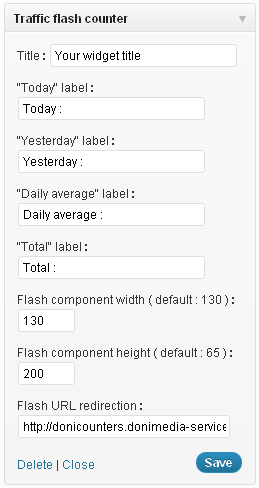 Traffic flash counter
Title : Your widget title
"Today" label :
Today :
"Yesterday" label :
Yesterday :
"Daily average" label :
Daily average :
"Total" label :
Total :
Flash component width ( default : 130 ) :
130
Flash component height ( default : 65 ) :
200
Flash URL redirection :
http://donicounters.donimedia-service
Delete | Close Save